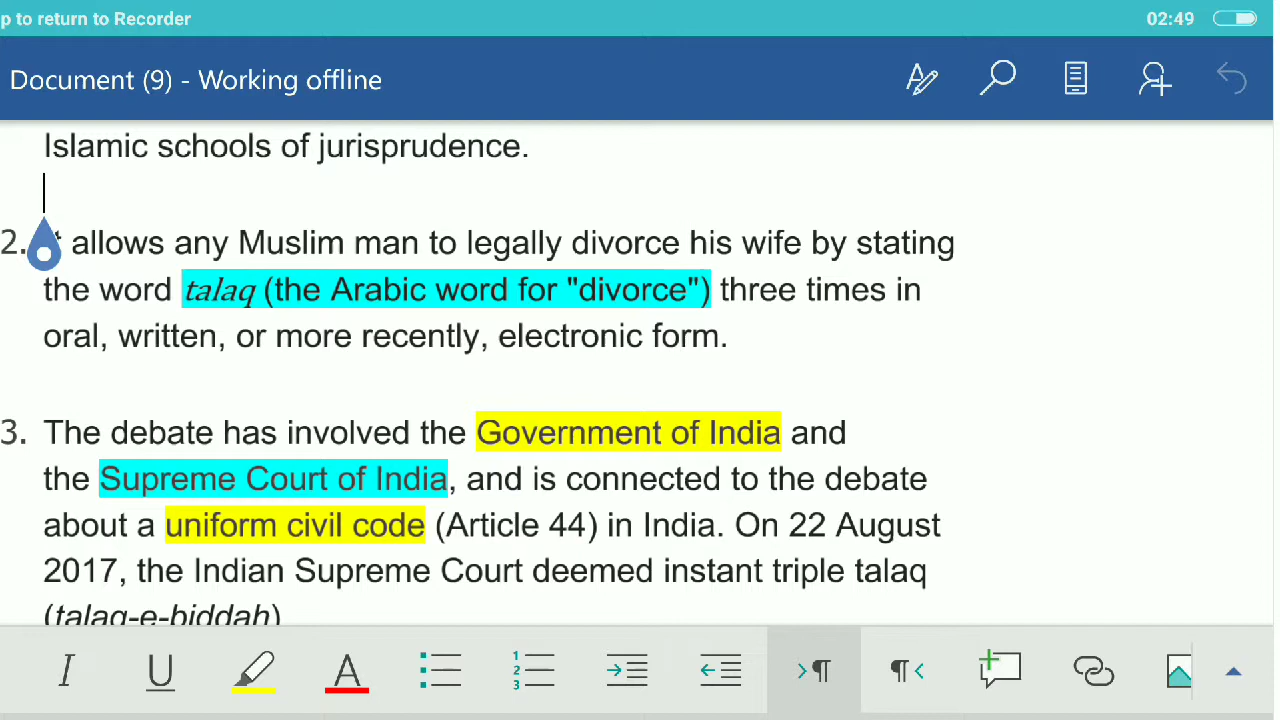 p to return to Recorder
02:49
Document (9) - Working offline
Islamic schools of jurisprudence.
2. allows any Muslim man to legally divorce his wife by stating
the word talaq (the Arabic word for "divorce") three times in
oral, written, or more recently, electronic form.
3. The debate has involved the Government of India and
the Supreme Court of India, and is connected to the debate
about a uniform civil code (Article 44) in India. On 22 August
2017, the Indian Supreme Court deemed instant triple talaq
(talaq-e-biddah)